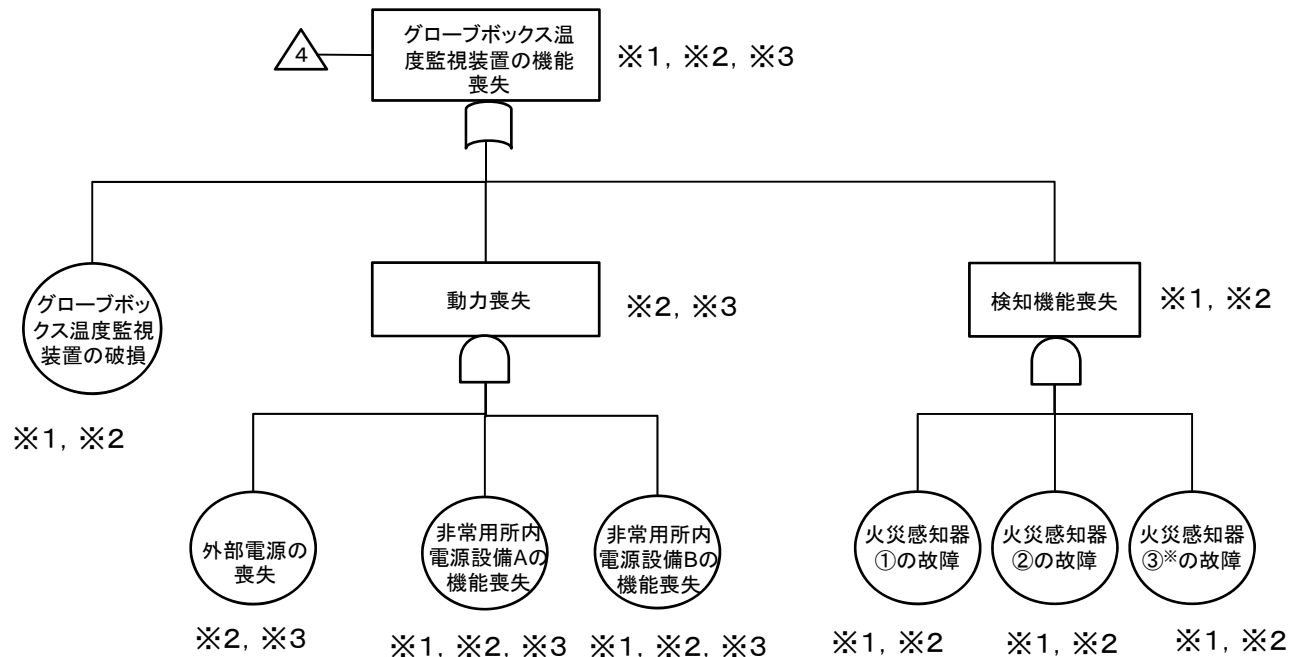 4
グローブボックス温
度監視装置の機能
喪失
※1, ※2, ※3
グローブボッ
クス温度監視
装置の破損
※1, ※2
動力喪失
※2, ※3
検知機能喪失
※1, ※2
外部電源の
喪失
※2, ※3
非常用所内
電源設備Aの
機能喪失
※1, ※2, ※3
非常用所内
電源設備Bの
機能喪失
※1, ※2, ※3
火災感知器
①の故障
※1, ※2
火災感知器
②の故障
※1, ※2
火災感知器
③※の故障
※1, ※2